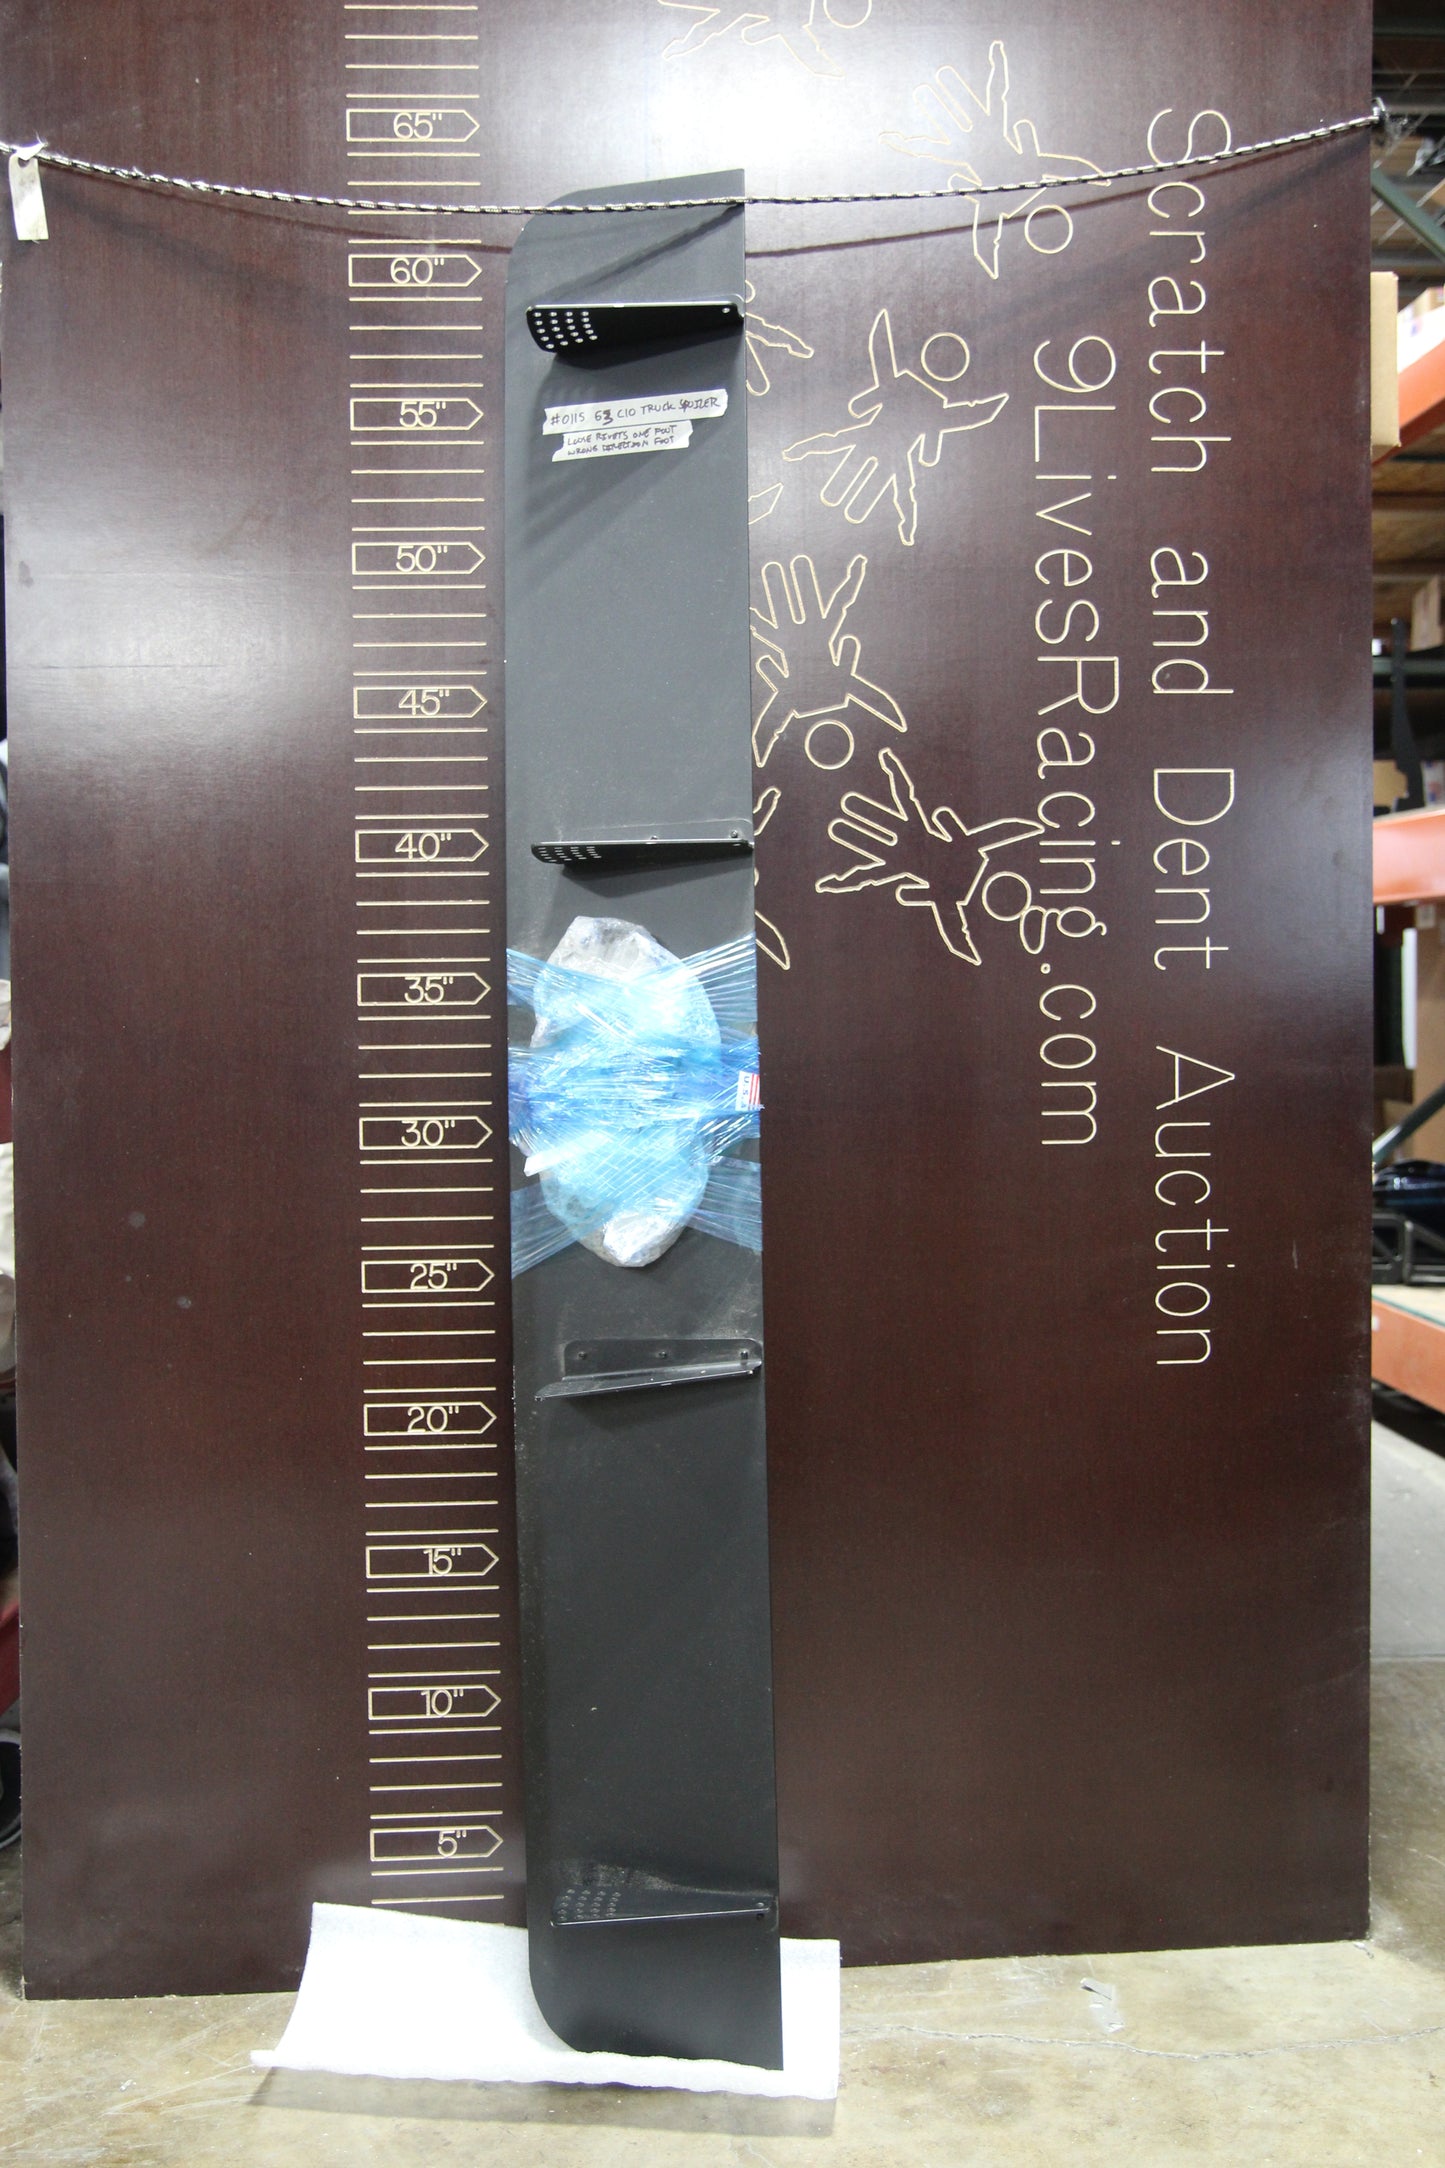 65"
60"
55"
50"
45"
40"
35"
30"
25"
20"
15"
10"
5"
#0115 63 C10 TRUCK SPOILER
LOOSE RIVETS ONE FOOT
WRONG DIRECTION FOOT
U.S.
Scratch and Dent Auction
9LivesRacing.com